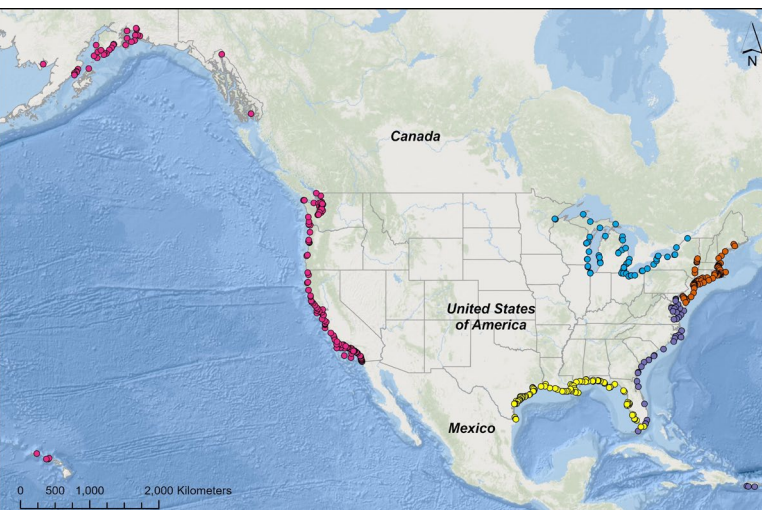 N
Canada
United States
of America
Mexico
0 500 1,000 2,000 Kilometers